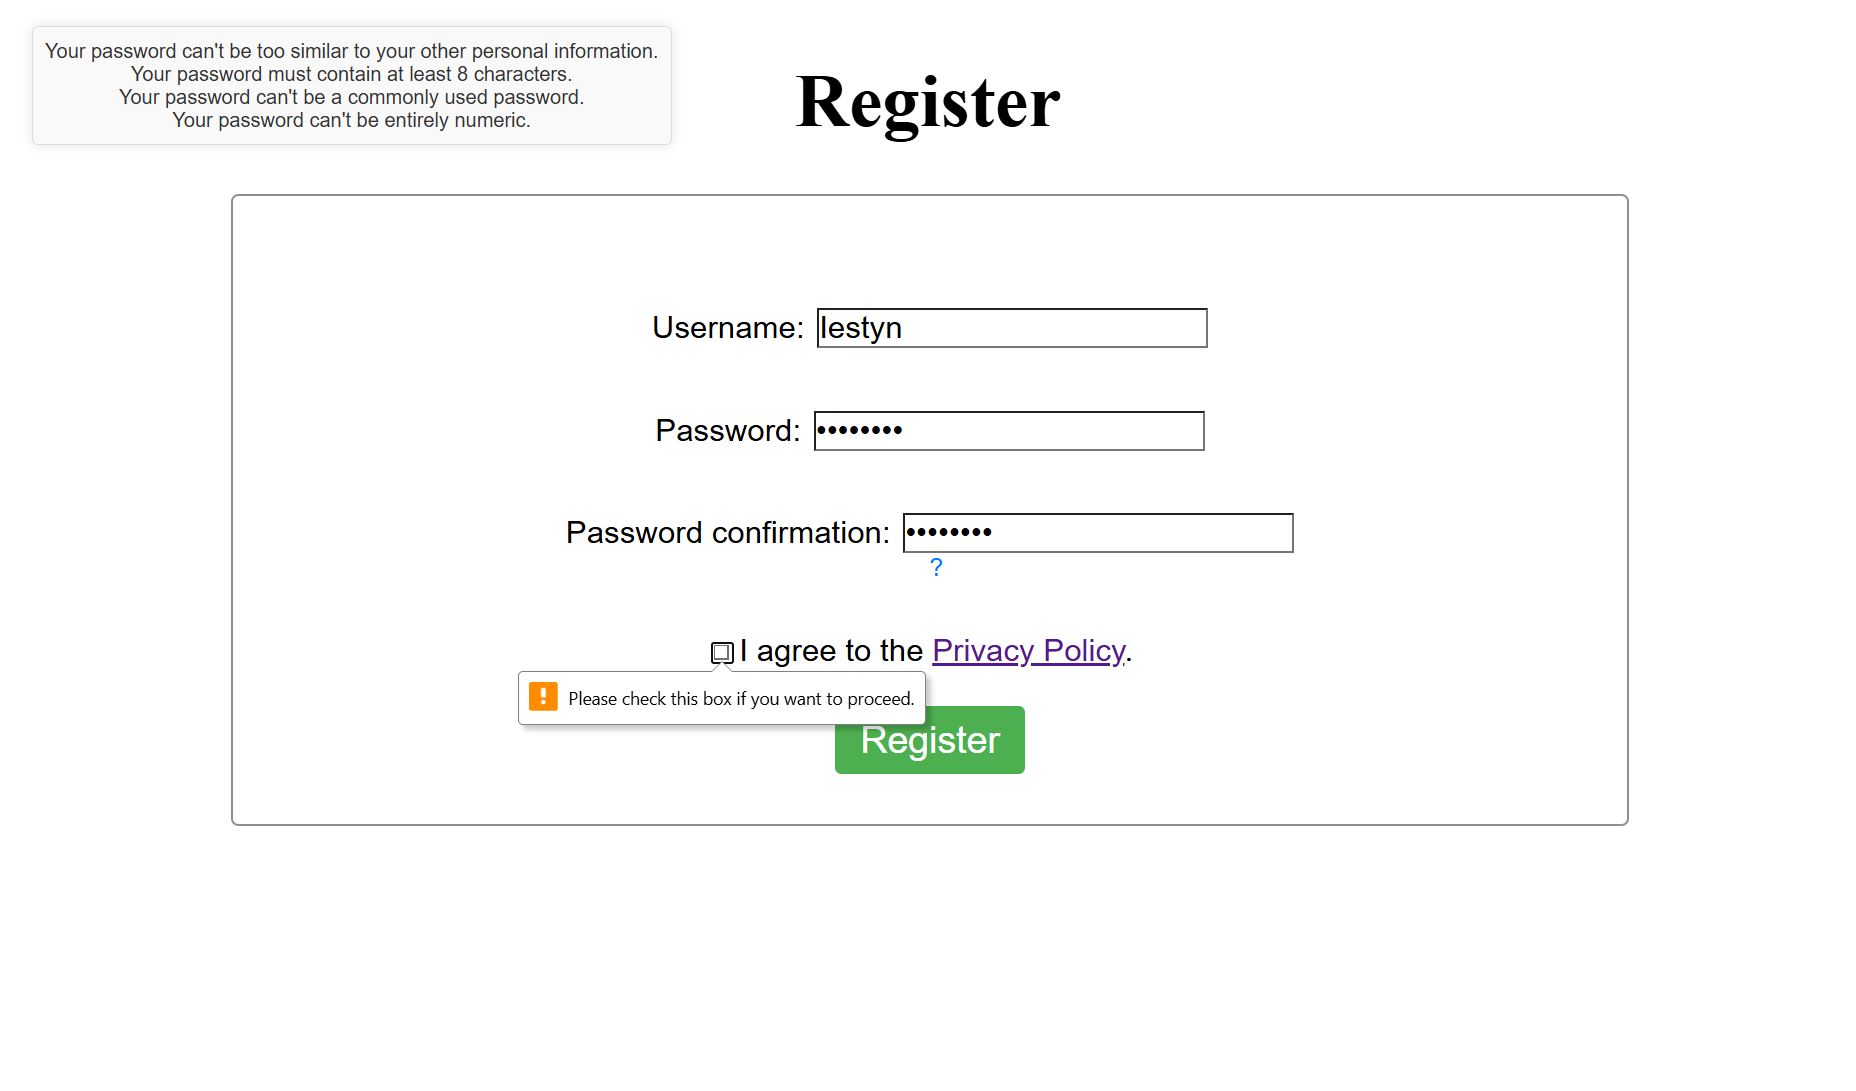 Your password can't be too similar to your other personal information.
Your password must contain at least 8 characters.
Your password can't be a commonly used password.
Your password can't be entirely numeric.
Register
Username: lestyn
Password: ••••••••
Password confirmation: ••••••••
?
I agree to the Privacy Policy.
Please check this box if you want to proceed.
Register